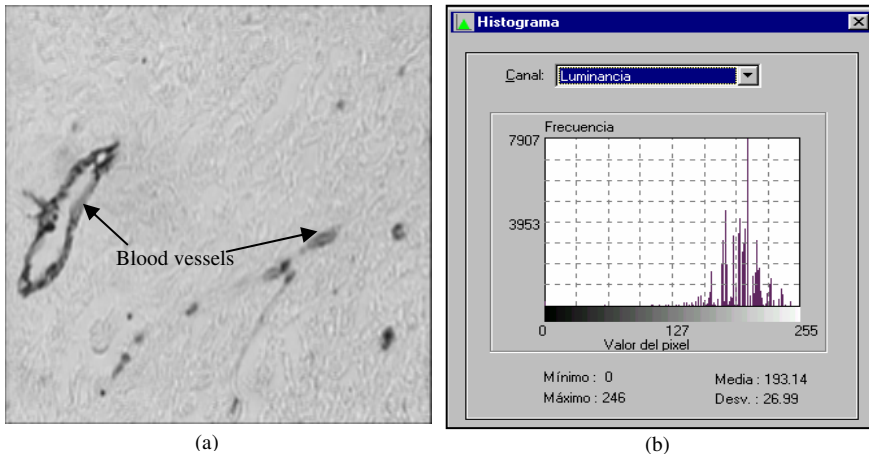 Blood vessels
(a)
Histograma
Canal: Luminancia
Frecuencia
7907
3953
0 127 255
Valor del pixel
Mínimo : 0 Media : 193.14
Máximo : 246 Desv. : 26.99
(b)